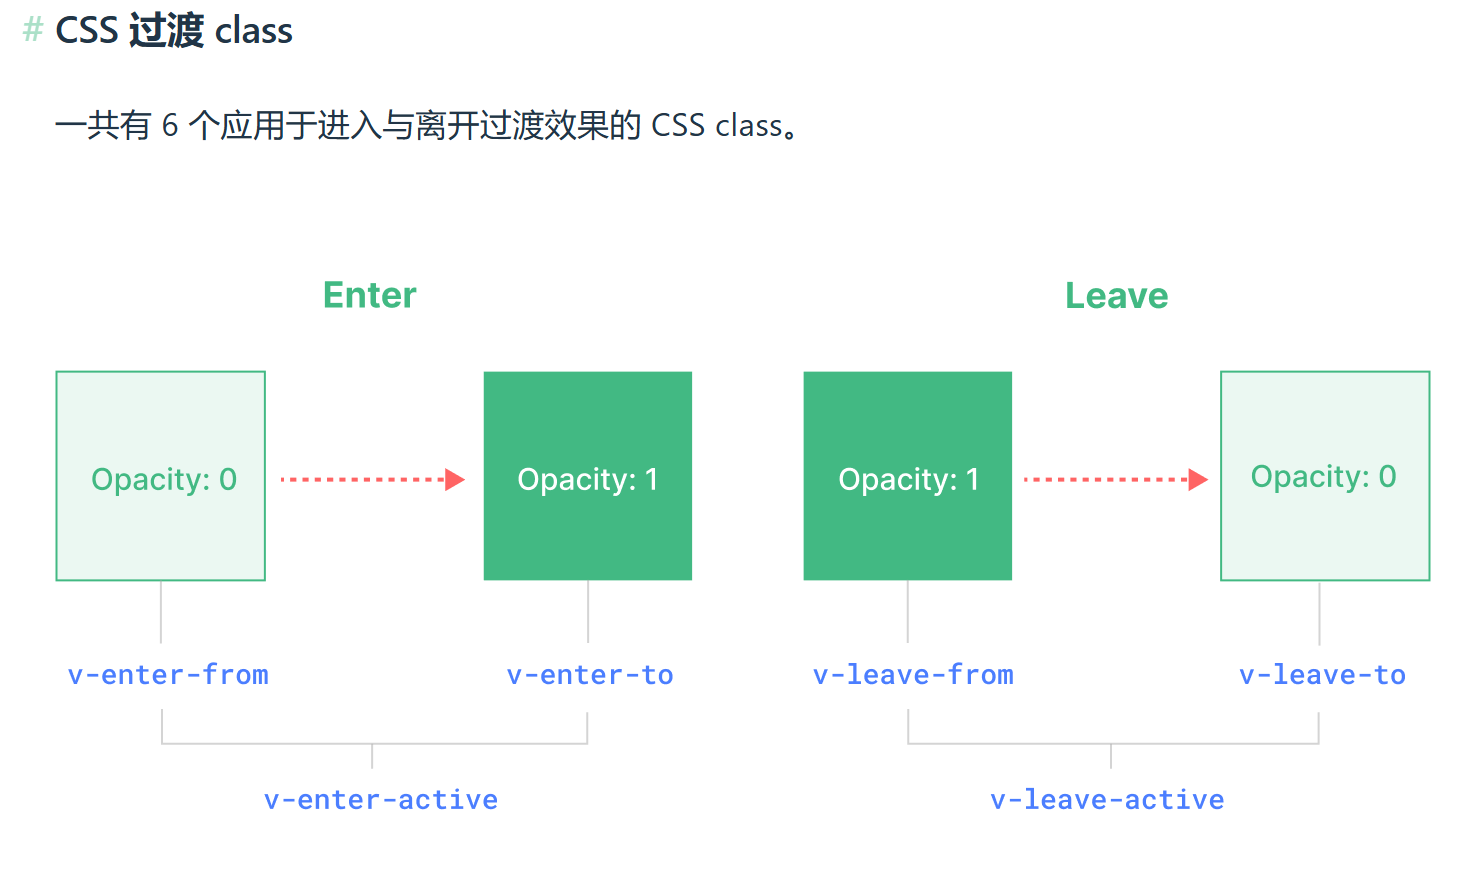 # CSS 过渡 class
一共有 6 个应用于进入与离开过渡效果的 CSS class。
Enter
Leave
Opacity: 0
Opacity: 1
Opacity: 1
Opacity: 0
v-enter-from
v-enter-to
v-leave-from
v-leave-to
v-enter-active
v-leave-active